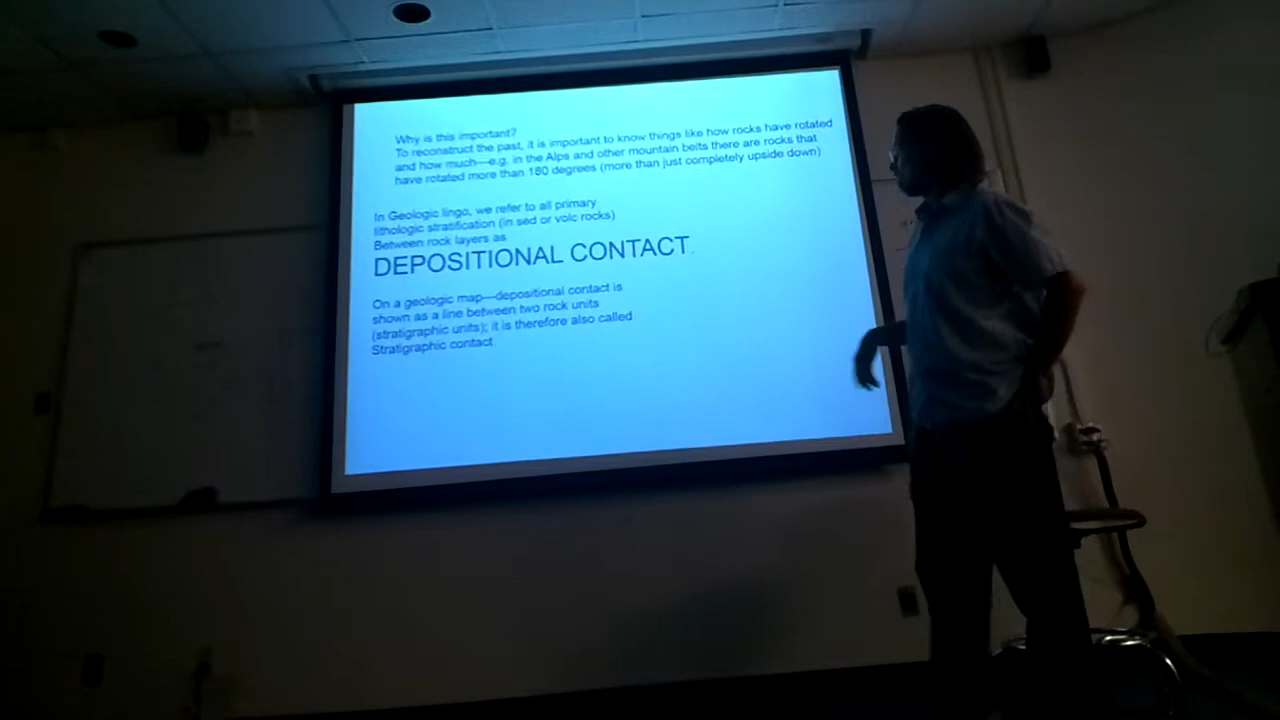 Why is this important?
To reconstruct the past, it is important to know things like how rocks have rotated
and how much—e.g. in the Alps and other mountain belts there are rocks that
have rotated more than 180 degrees (more than just completely upside down)
In Geologic lingo, we refer to all primary
lithologic stratification (in sed or volc rocks)
Between rock layers as
DEPOSITIONAL CONTACT.
On a geologic map—depositional contact is
shown as a line between two rock units
(stratigraphic units); it is therefore also called
Stratigraphic contact